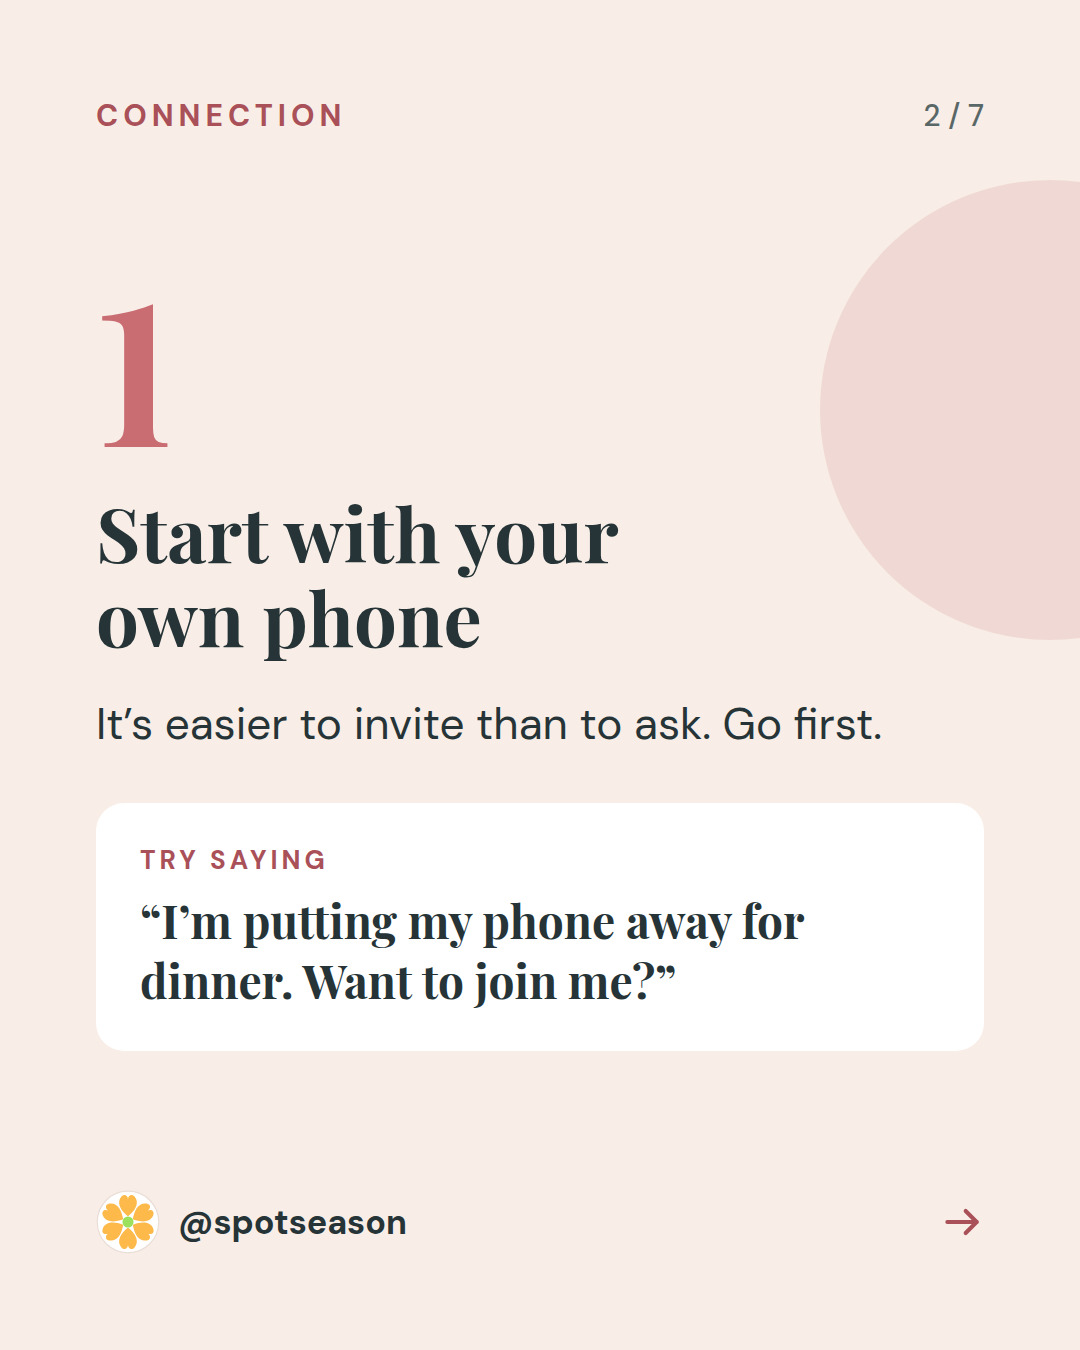 CONNECTION
2 / 7
1
Start with your
own phone
It’s easier to invite than to ask. Go first.
TRY SAYING
“I’m putting my phone away for
dinner. Want to join me?”
@spotseason